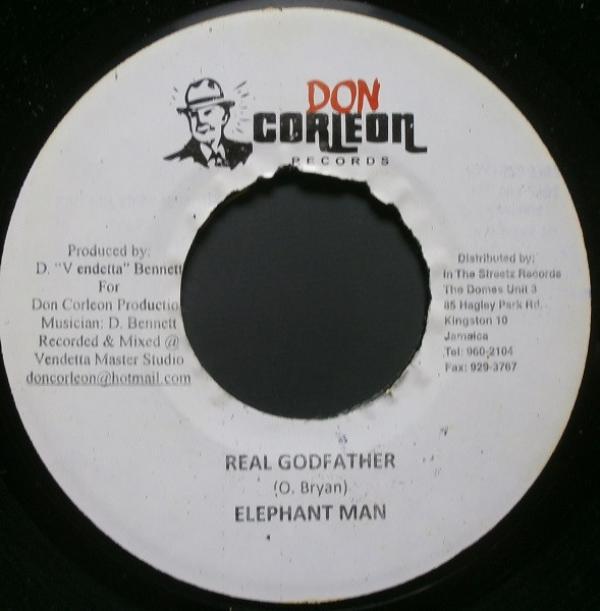 DON
CORLEON
RECORDS
Produced by:
D. "Vendetta" Bennett
For
Don Corleon Productio
Musician: D. Bennett
Recorded & Mixed @
Vendetta Master Studio
doncorleon@hotmail.com
Distributed by:
In The Streetz Records
The Domes Unit 3
85 Hagley Park Rd.
Kingston 10
Jamaica
Tel: 960-2104
Fax: 929-3767
REAL GODFATHER
(O. Bryan)
ELEPHANT MAN